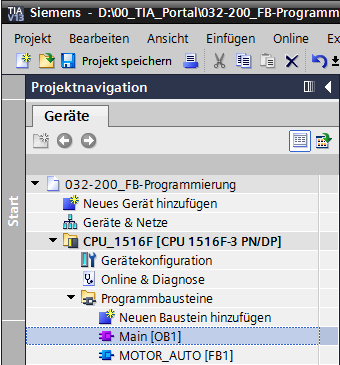 TIA V13 Siemens - D:\00_TIA_Portal\032-200_FB-Programm
Projekt Bearbeiten Ansicht Einfügen Online Ex
Projekt speichern
Projektnavigation
Geräte
Start
032-200_FB-Programmierung
Neues Gerät hinzufügen
Geräte & Netze
CPU_1516F [CPU 1516F-3 PN/DP]
Gerätekonfiguration
Online & Diagnose
Programmbausteine
Neuen Baustein hinzufügen
Main [OB1]
MOTOR_AUTO [FB1]